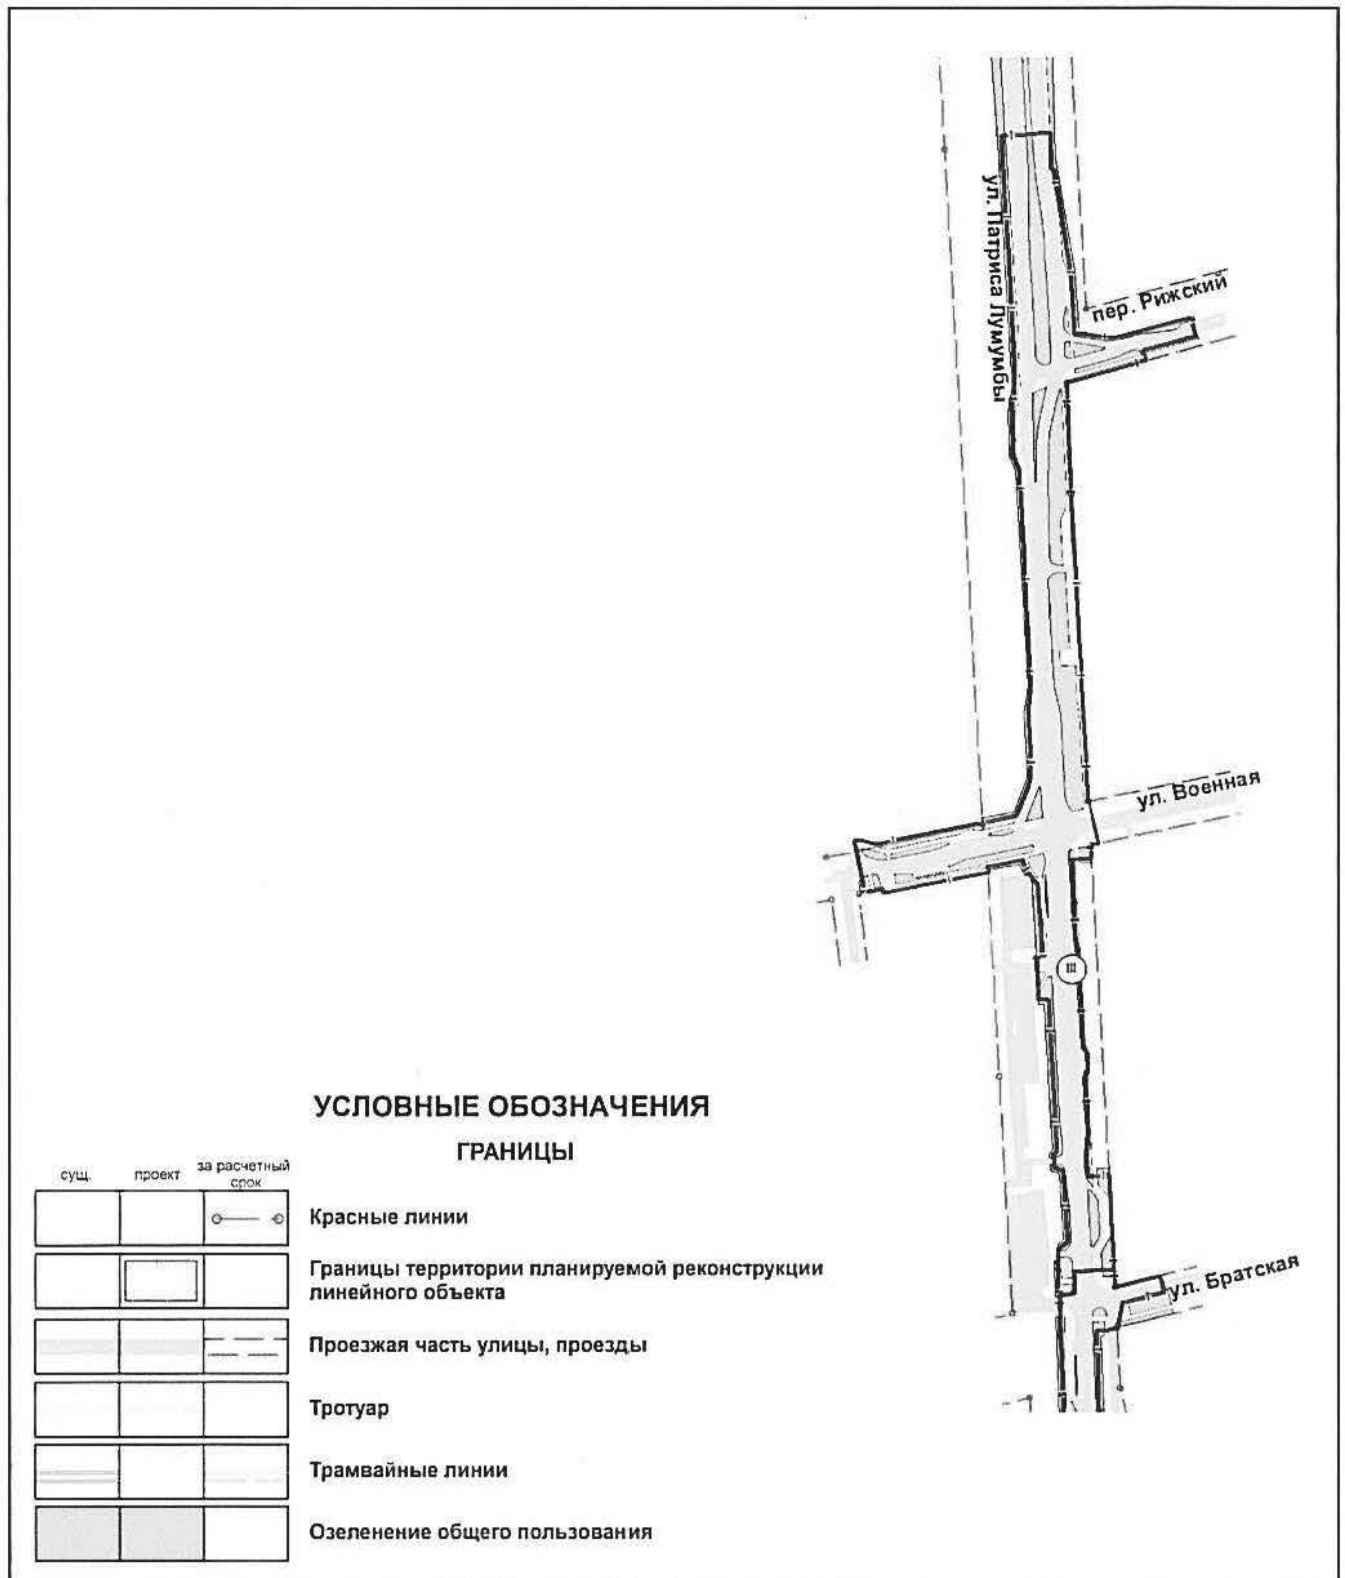 ул. Патриса Лумумбы
пер. Рижский
ул. Военная
III
ул. Братская
УСЛОВНЫЕ ОБОЗНАЧЕНИЯ
ГРАНИЦЫ
сущ.
проект
за расчетный
срок
Красные линии
Границы территории планируемой реконструкции
линейного объекта
Проезжая часть улицы, проезды
Тротуар
Трамвайные линии
Озеленение общего пользования